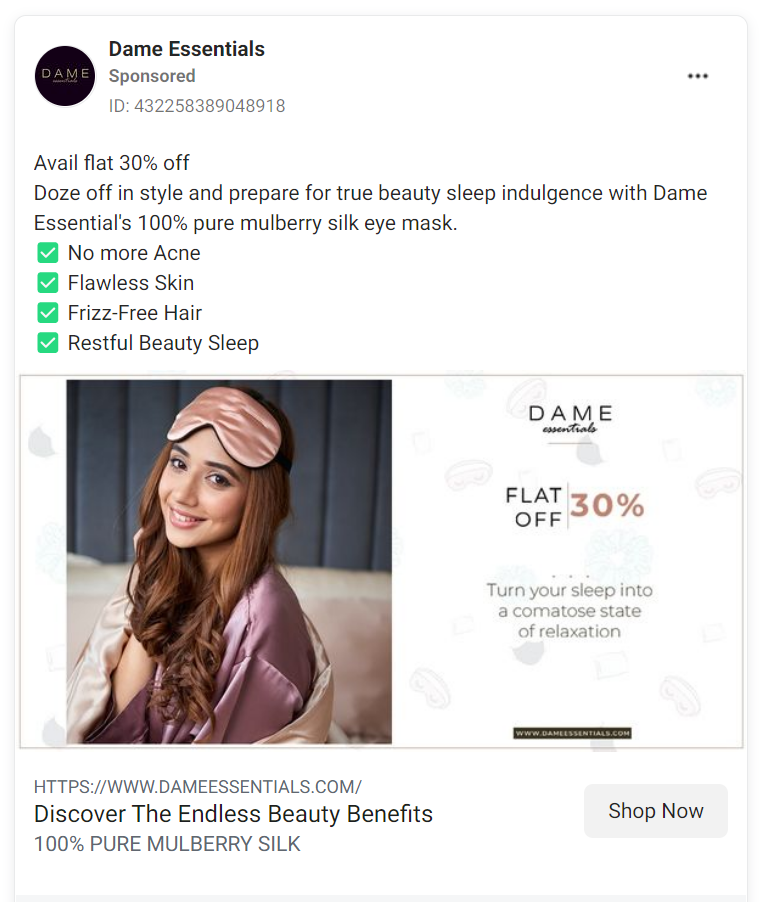 DAME
essentials
Dame Essentials
Sponsored
ID: 432258389048918
Avail flat 30% off
Doze off in style and prepare for true beauty sleep indulgence with Dame
Essential's 100% pure mulberry silk eye mask.
✅ No more Acne
✅ Flawless Skin
✅ Frizz-Free Hair
✅ Restful Beauty Sleep
DAME
essentials
FLAT
OFF
30%
Turn your sleep into
a comatose state
of relaxation
WWW.DAMEESSENTIALS.COM
HTTPS://WWW.DAMEESSENTIALS.COM/
Discover The Endless Beauty Benefits
100% PURE MULBERRY SILK
Shop Now